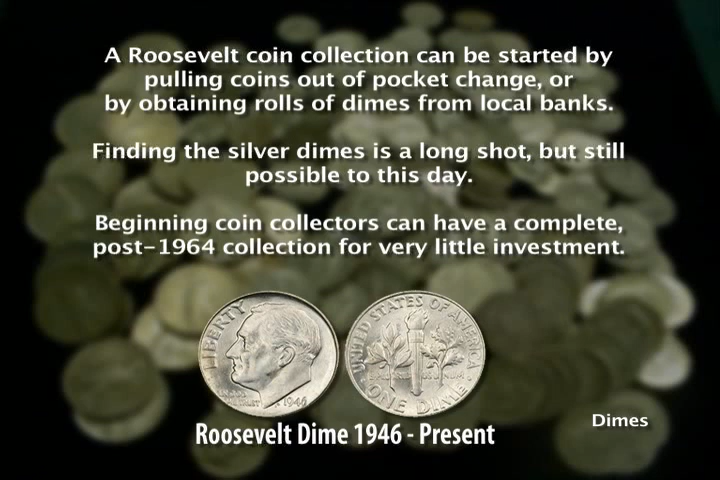 A Roosevelt coin collection can be started by
pulling coins out of pocket change, or
by obtaining rolls of dimes from local banks.
Finding the silver dimes is a long shot, but still
possible to this day.
Beginning coin collectors can have a complete,
post-1964 collection for very little investment.
LIBERTY
1946
UNITED STATES OF AMERICA
ONE DIME
Dimes
Roosevelt Dime 1946 - Present